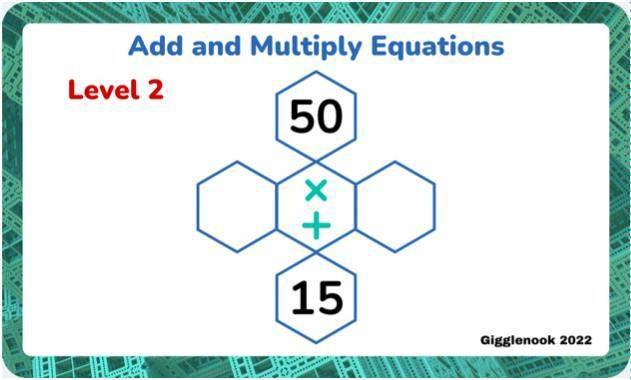 Add and Multiply Equations
Level 2
50
×
+
15
Gigglenook 2022